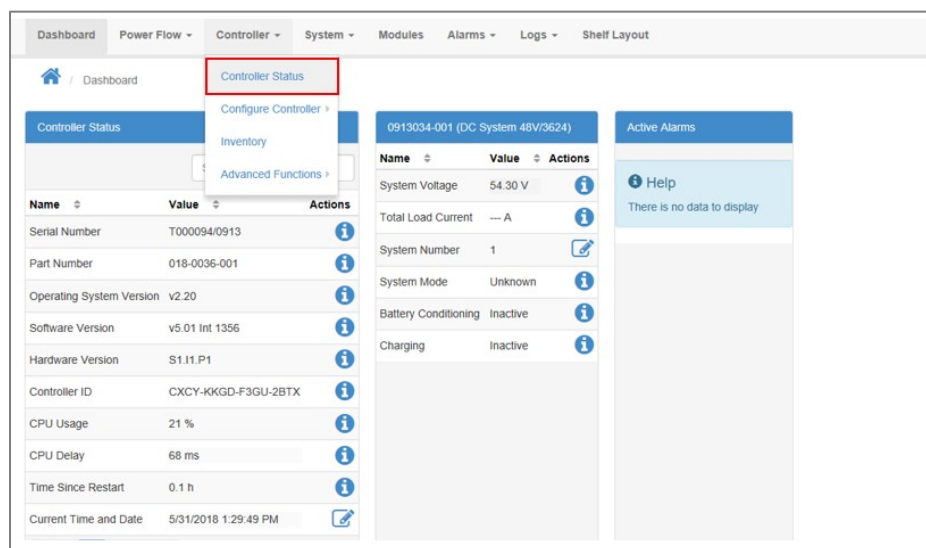 Dashboard Power Flow Controller System Modules Alarms Logs Shelf Layout
/ Dashboard
Controller Status
Configure Controller
Inventory
Advanced Functions
Controller Status
Name Value Actions
Serial Number T000094/0913
Part Number 018-0036-001
Operating System Version v2.20
Software Version v5.01 Int 1356
Hardware Version S1.I1.P1
Controller ID CXCY-KKGD-F3GU-2BTX
CPU Usage 21 %
CPU Delay 68 ms
Time Since Restart 0.1 h
Current Time and Date 5/31/2018 1:29:49 PM
0913034-001 (DC System 48V/3624)
Name Value Actions
System Voltage 54.30 V
Total Load Current --- A
System Number 1
System Mode Unknown
Battery Conditioning Inactive
Charging Inactive
Active Alarms
Help
There is no data to display